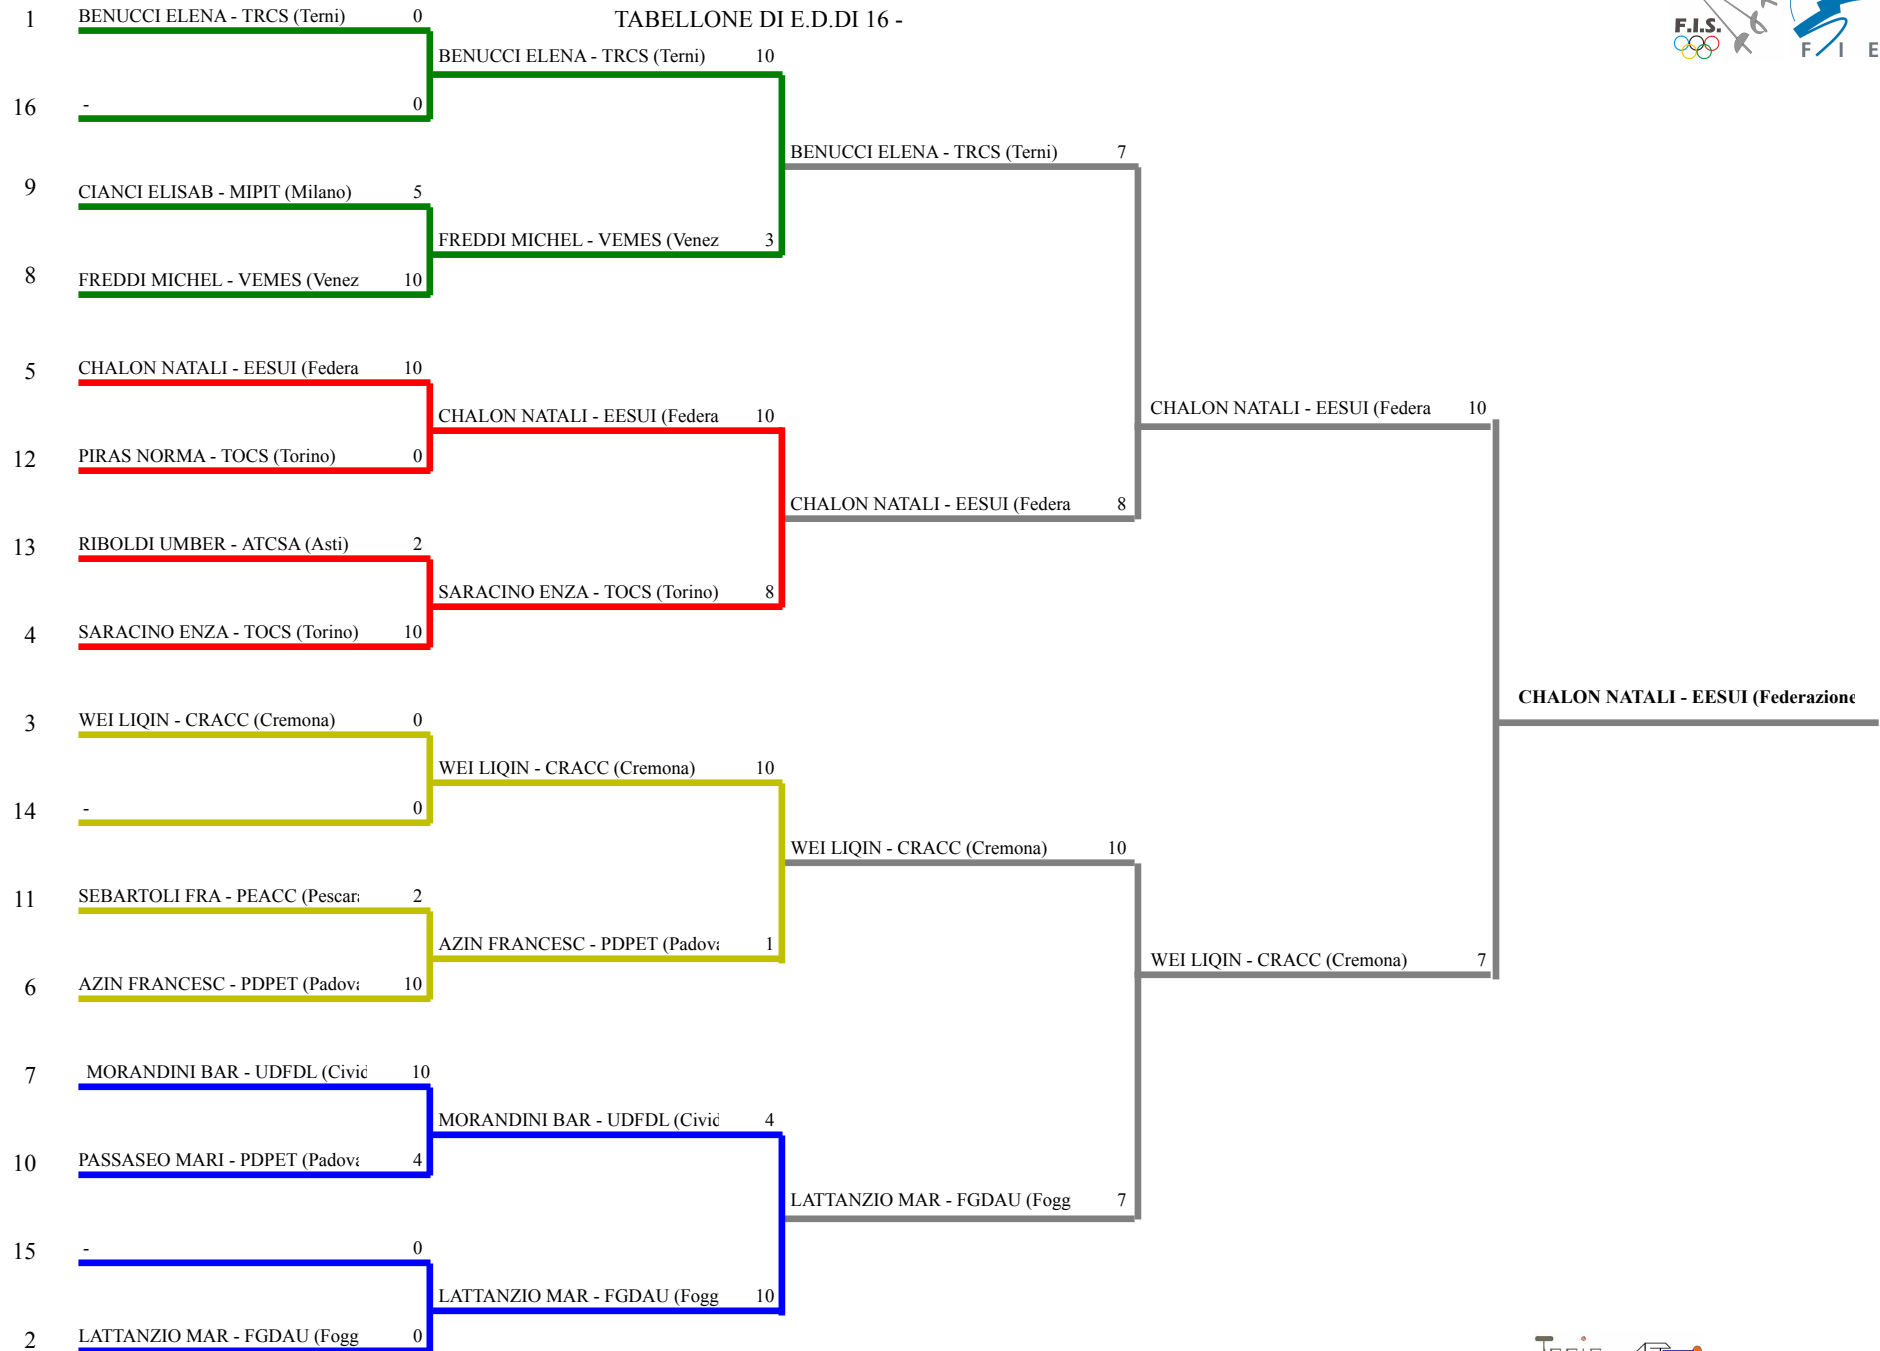 TABELLONE DI E.D.DI 16 -
F.I.S.
F I E
1 BENUCCI ELENA - TRCS (Terni) 0
BENUCCI ELENA - TRCS (Terni) 10
16 - 0
BENUCCI ELENA - TRCS (Terni) 7
9 CIANCI ELISAB - MIPIT (Milano) 5
FREDDI MICHEL - VEMES (Venez 3
8 FREDDI MICHEL - VEMES (Venez 10
5 CHALON NATALI - EESUI (Federa 10
CHALON NATALI - EESUI (Federa 10
CHALON NATALI - EESUI (Federa 10
12 PIRAS NORMA - TOCS (Torino) 0
CHALON NATALI - EESUI (Federa 8
13 RIBOLDI UMBER - ATCSA (Asti) 2
SARACINO ENZA - TOCS (Torino) 8
4 SARACINO ENZA - TOCS (Torino) 10
CHALON NATALI - EESUI (Federazione
3 WEI LIQIN - CRACC (Cremona) 0
WEI LIQIN - CRACC (Cremona) 10
14 - 0
WEI LIQIN - CRACC (Cremona) 10
11 SEBARTOLI FRA - PEACC (Pescara 2
AZIN FRANCESC - PDPET (Padova 1
WEI LIQIN - CRACC (Cremona) 7
6 AZIN FRANCESC - PDPET (Padova 10
7 MORANDINI BAR - UDFDL (Civid 10
MORANDINI BAR - UDFDL (Civid 4
10 PASSASEO MARI - PDPET (Padova 4
LATTANZIO MAR - FGDAU (Fogg 7
15 - 0
LATTANZIO MAR - FGDAU (Fogg 10
2 LATTANZIO MAR - FGDAU (Fogg 0